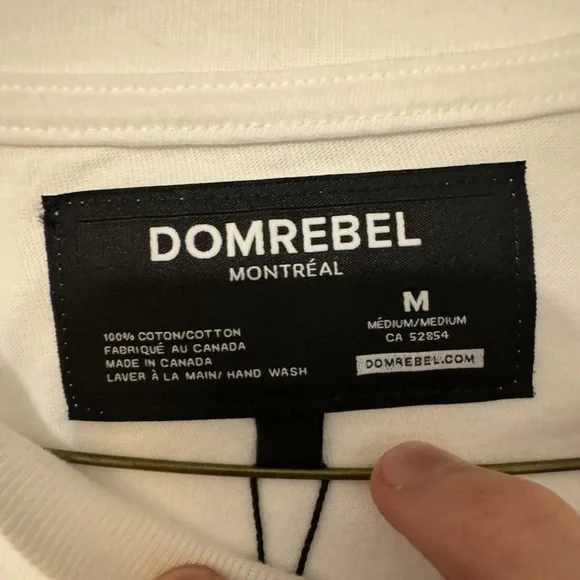 DOMREBEL
MONTRÉAL
M
MÉDIUM/MEDIUM
CA 52854
DOMREBEL.COM
100% COTON/COTTON
FABRIQUÉ AU CANADA
MADE IN CANADA
LAVER À LA MAIN/ HAND WASH